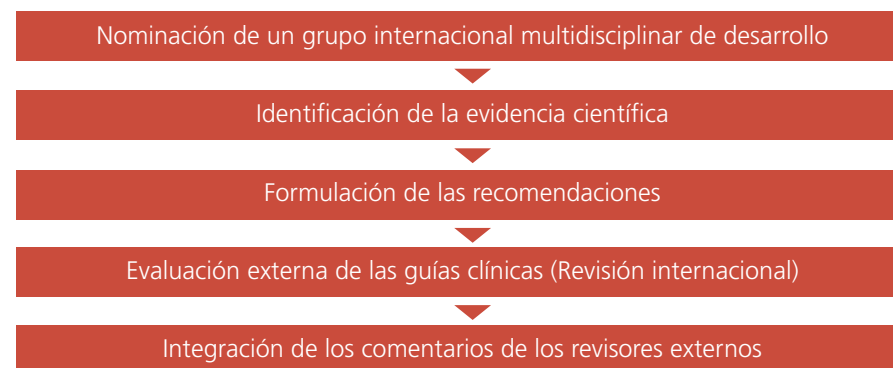 Nominación de un grupo internacional multidisciplinar de desarrollo
Identificación de la evidencia científica
Formulación de las recomendaciones
Evaluación externa de las guías clínicas (Revisión internacional)
Integración de los comentarios de los revisores externos